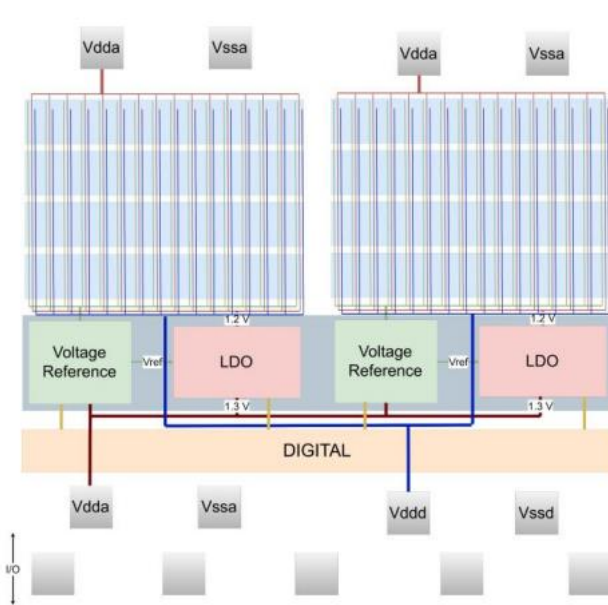 Vdda
Vssa
Vdda
Vssa
1.2 V
1.2 V
Voltage
Reference
Vref
LDO
Voltage
Reference
Vref
LDO
1.3 V
1.3 V
DIGITAL
Vdda
Vssa
Vddd
Vssd
I/O